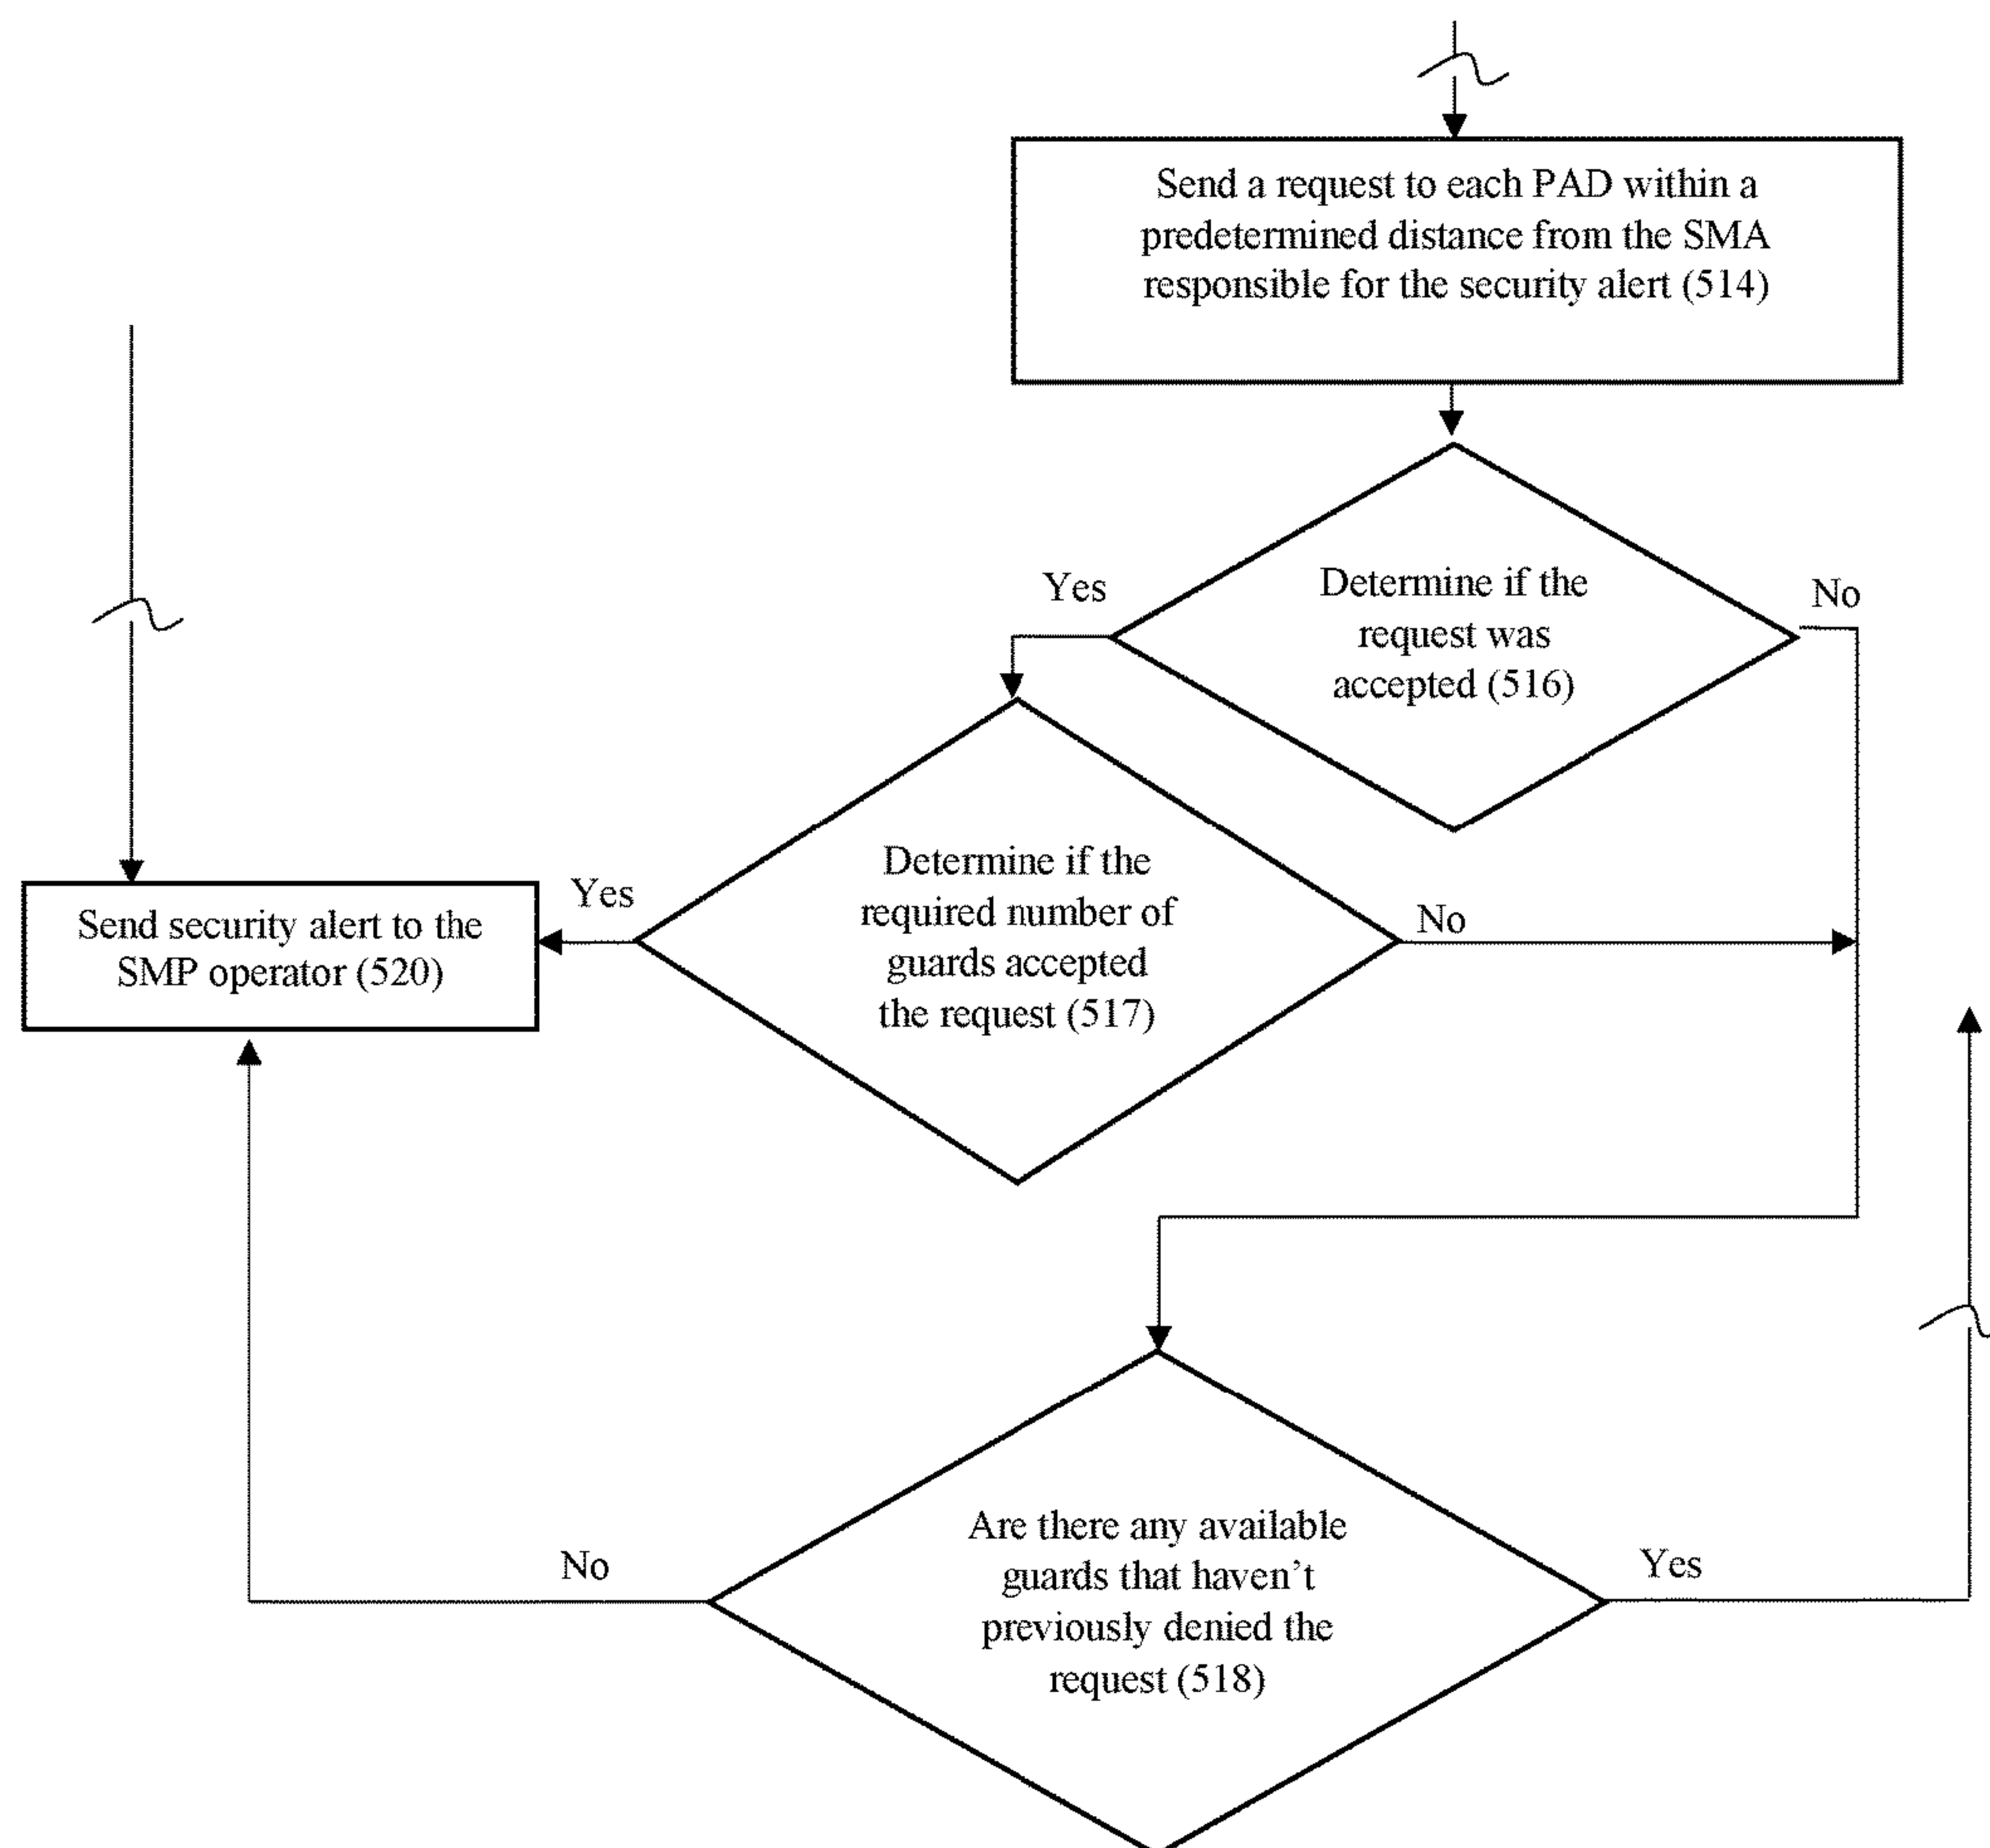 Send a request to each PAD within a
predetermined distance from the SMA
responsible for the security alert (514)
Yes
Determine if the
request was
accepted (516)
No
Send security alert to the
SMP operator (520)
Yes
Determine if the
required number of
guards accepted
the request (517)
No
No
Are there any available
guards that haven't
previously denied the
request (518)
Yes